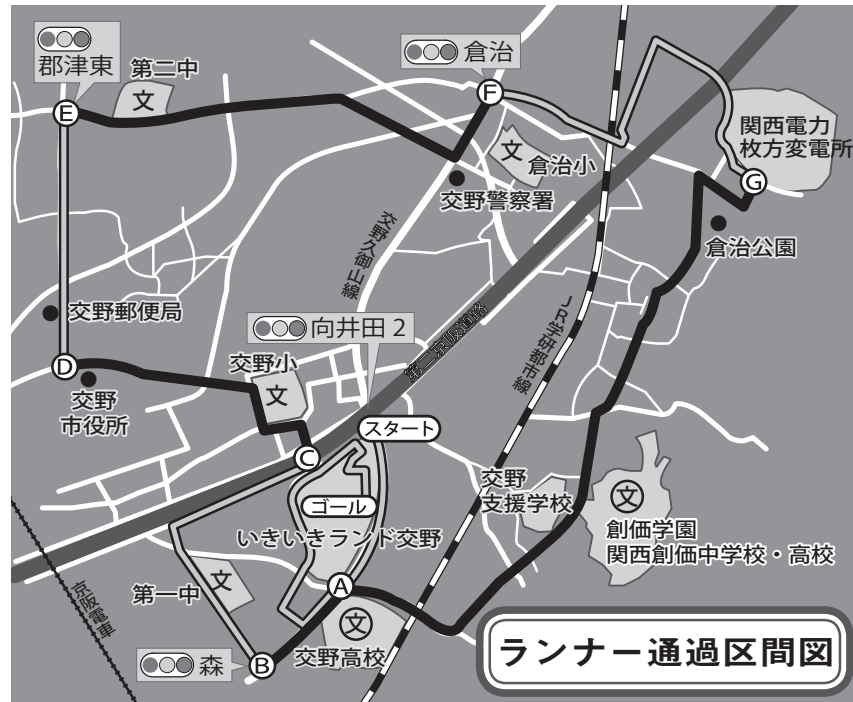 郡津東
第二中
文
E
倉治
F
文
倉治小
交野警察署
関西電力
枚方変電所
G
倉治公園
交野久御山線
JR学研都市線
第二京阪道路
交野郵便局
向井田2
D
交野
市役所
交野小
文
C
スタート
ゴール
いきいきランド交野
交野
支援学校
文
創価学園
関西創価中学校・高校
第一中
文
A
京阪電車
森
B
文
交野高校
ランナー通過区間図